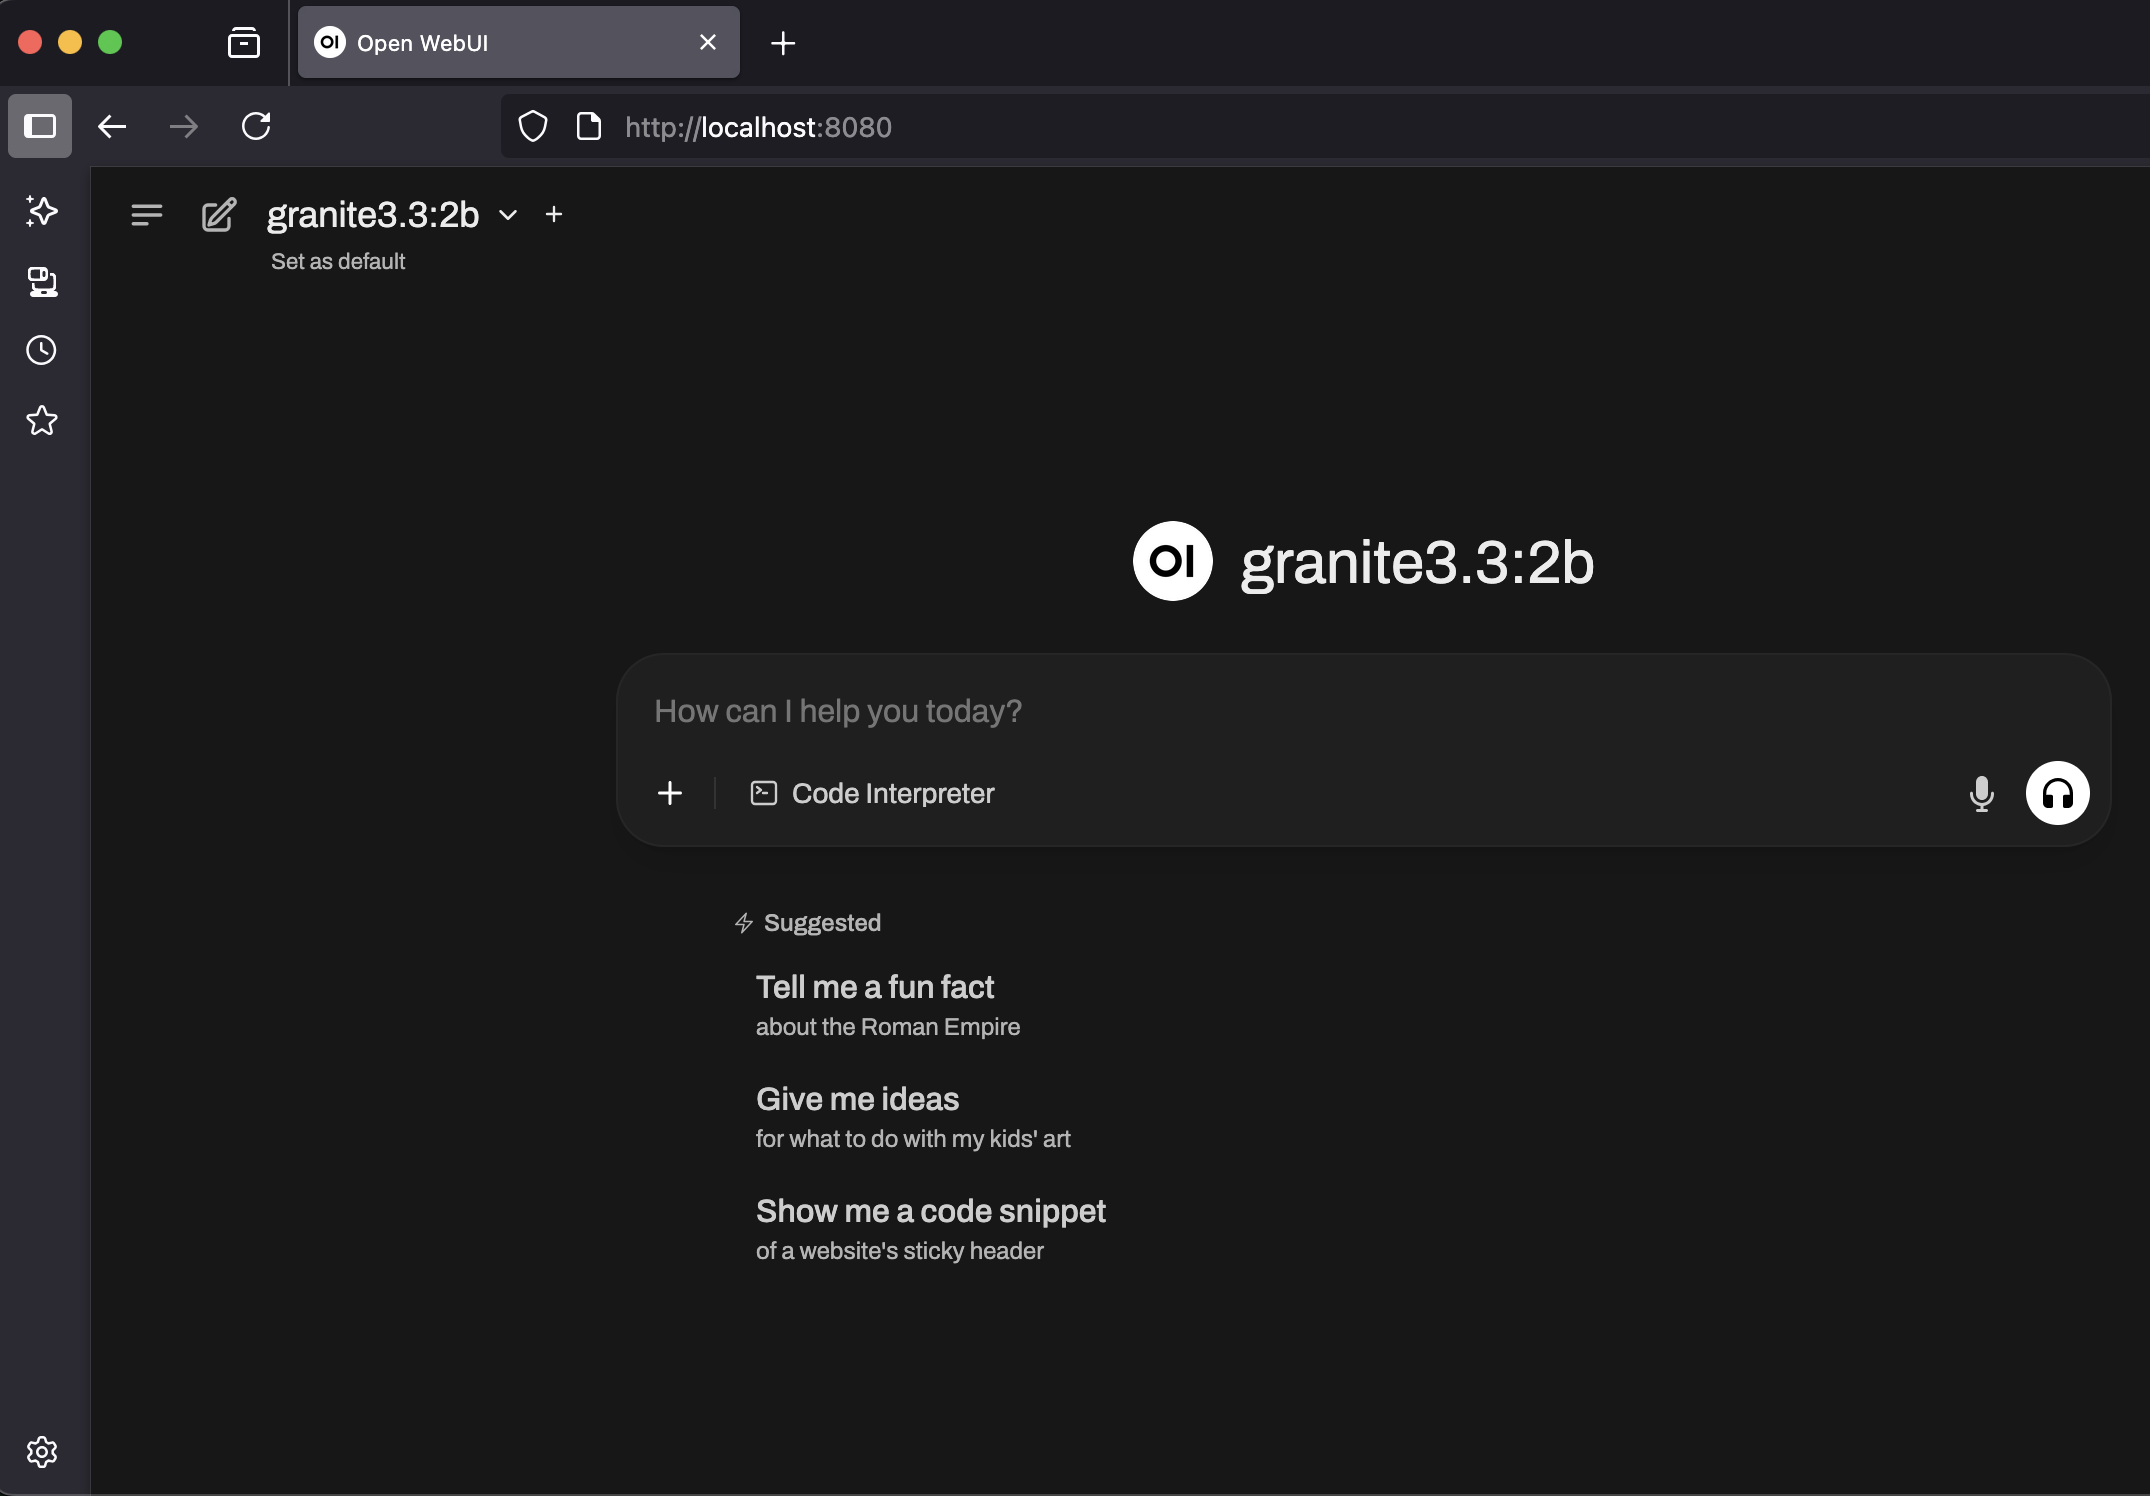 OI Open WebUI
http://localhost:8080
granite3.3:2b
Set as default
OI granite3.3:2b
How can I help you today?
Code Interpreter
Suggested
Tell me a fun fact
about the Roman Empire
Give me ideas
for what to do with my kids' art
Show me a code snippet
of a website's sticky header